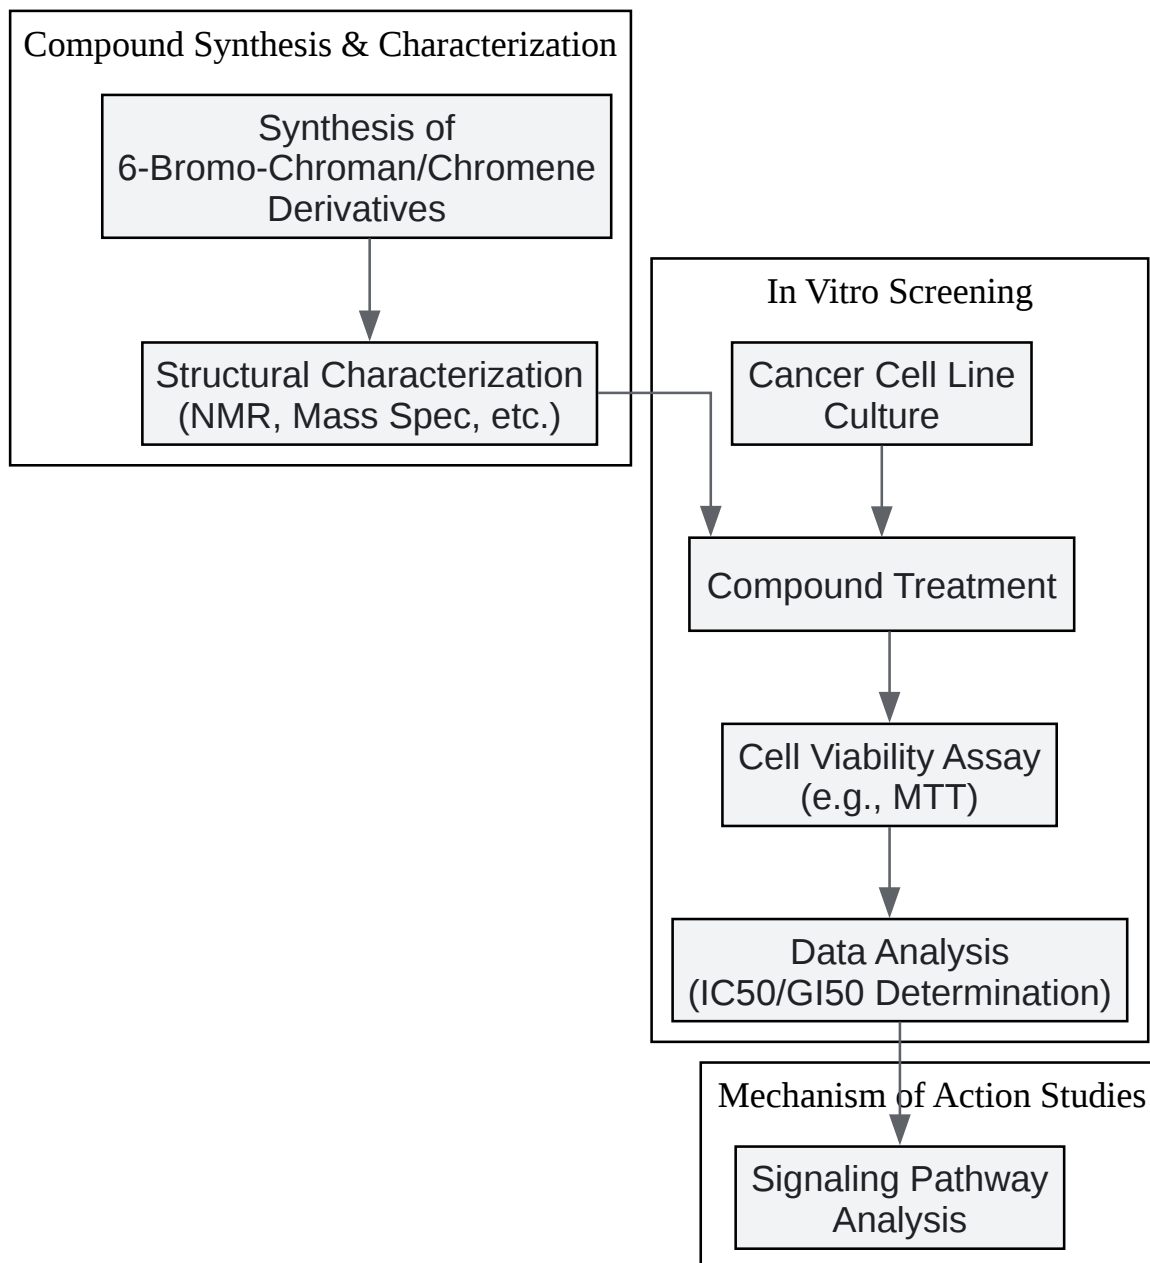 Compound Synthesis & Characterization
Synthesis of
6-Bromo-Chroman/Chromene
Derivatives
Structural Characterization
(NMR, Mass Spec, etc.)
In Vitro Screening
Cancer Cell Line
Culture
Compound Treatment
Cell Viability Assay
(e.g., MTT)
Data Analysis
(IC50/GI50 Determination)
Mechanism of Action Studies
Signaling Pathway
Analysis